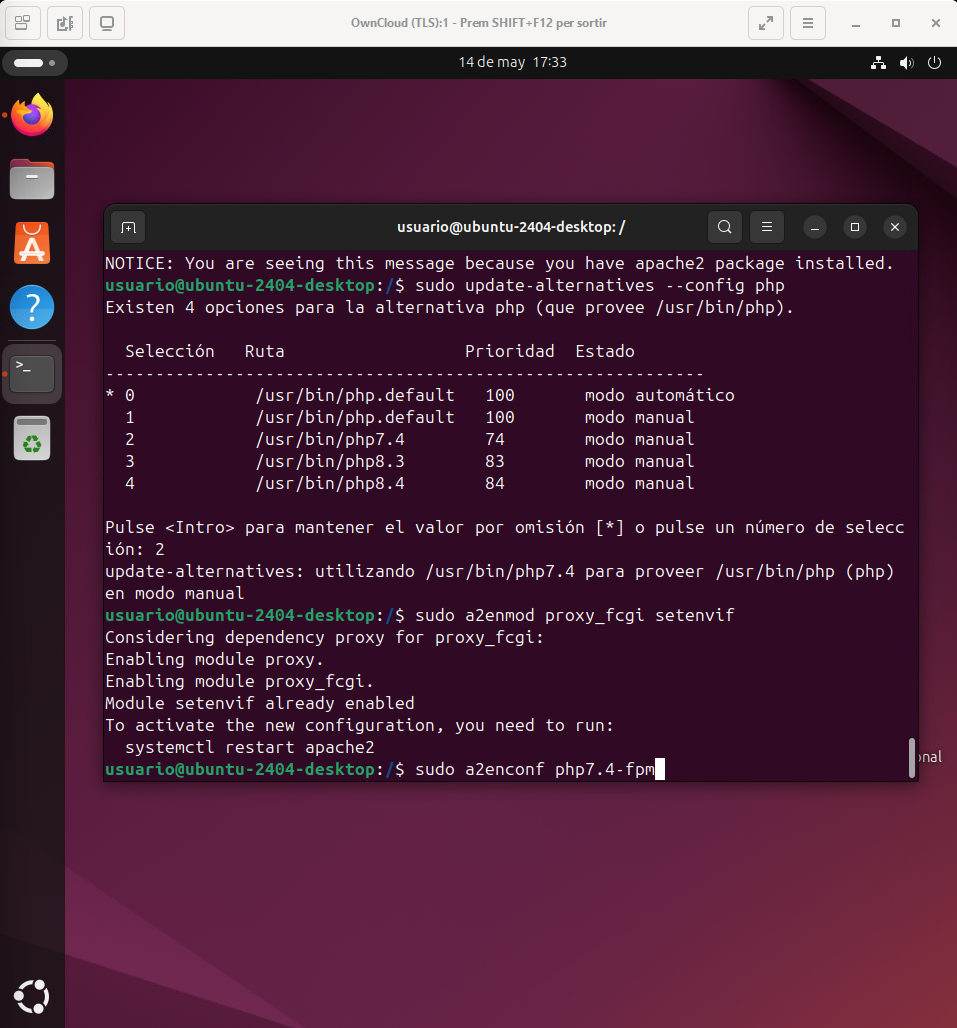 OwnCloud (TLS):1 - Prem SHIFT+F12 per sortir
14 de may 17:33
usuario@ubuntu-2404-desktop: /
NOTICE: You are seeing this message because you have apache2 package installed.
usuario@ubuntu-2404-desktop:/$ sudo update-alternatives --config php
Existen 4 opciones para la alternativa php (que provee /usr/bin/php).
Selección Ruta Prioridad Estado
------------------------------------------------------------
* 0 /usr/bin/php.default 100 modo automático
1 /usr/bin/php.default 100 modo manual
2 /usr/bin/php7.4 74 modo manual
3 /usr/bin/php8.3 83 modo manual
4 /usr/bin/php8.4 84 modo manual
Pulse <Intro> para mantener el valor por omisión [*] o pulse un número de selecc
ión: 2
update-alternatives: utilizando /usr/bin/php7.4 para proveer /usr/bin/php (php)
en modo manual
usuario@ubuntu-2404-desktop:/$ sudo a2enmod proxy_fcgi setenvif
Considering dependency proxy for proxy_fcgi:
Enabling module proxy.
Enabling module proxy_fcgi.
Module setenvif already enabled
To activate the new configuration, you need to run:
systemctl restart apache2
usuario@ubuntu-2404-desktop:/$ sudo a2enconf php7.4-fpm
onal